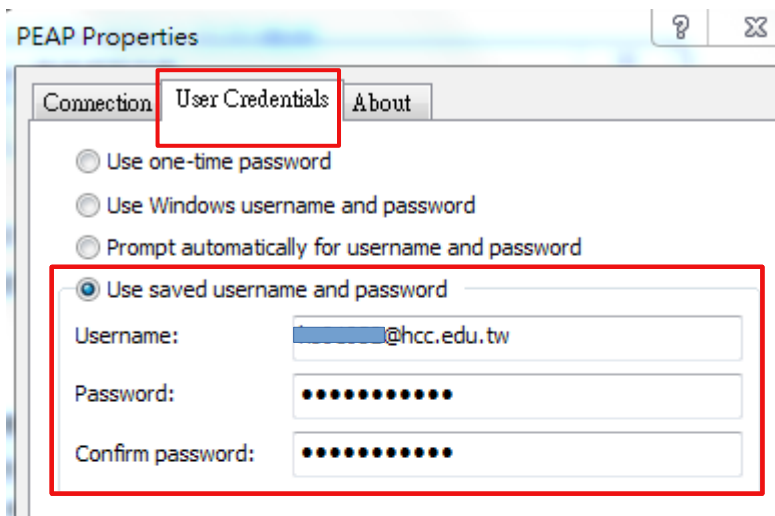 PEAP Properties
Connection User Credentials About
Use one-time password
Use Windows username and password
Prompt automatically for username and password
Use saved username and password
Username: @hcc.edu.tw
Password: ●●●●●●●●●●●
Confirm password: ●●●●●●●●●●●